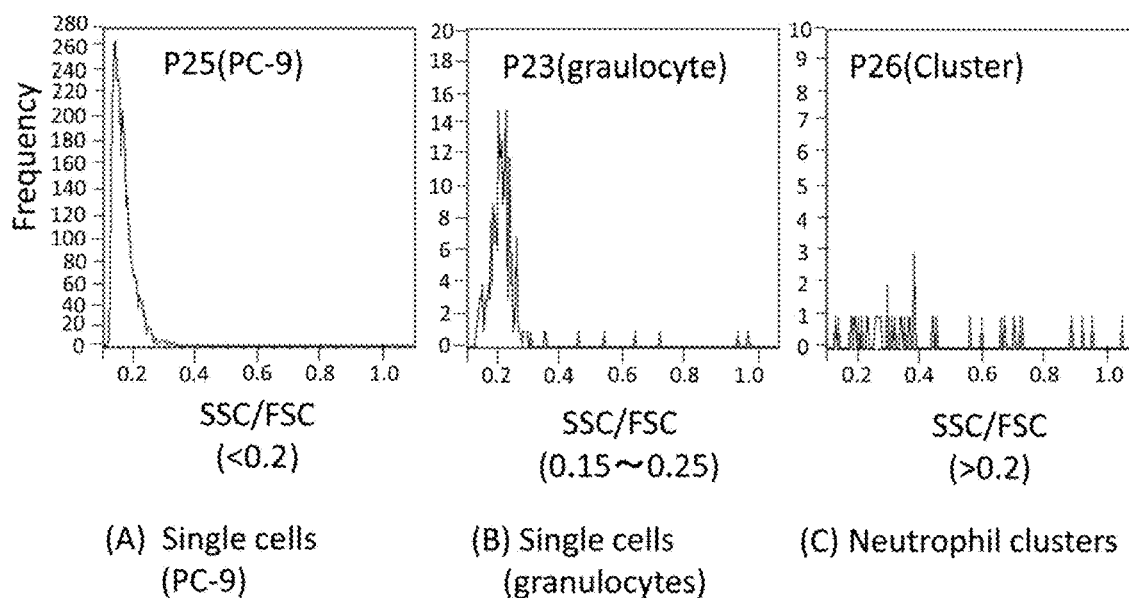 P25(PC-9)
Frequency
280
260
240
220
200
180
160
140
120
100
80
60
40
20
0
0.2 0.4 0.6 0.8 1.0
SSC/FSC
(<0.2)
(A) Single cells
(PC-9)
P23(graulocyte)
20
18
16
14
12
10
8
6
4
2
0
0.2 0.4 0.6 0.8 1.0
SSC/FSC
(0.15～0.25)
(B) Single cells
(granulocytes)
P26(Cluster)
10
9
8
7
6
5
4
3
2
1
0
0.2 0.4 0.6 0.8 1.0
SSC/FSC
(>0.2)
(C) Neutrophil clusters